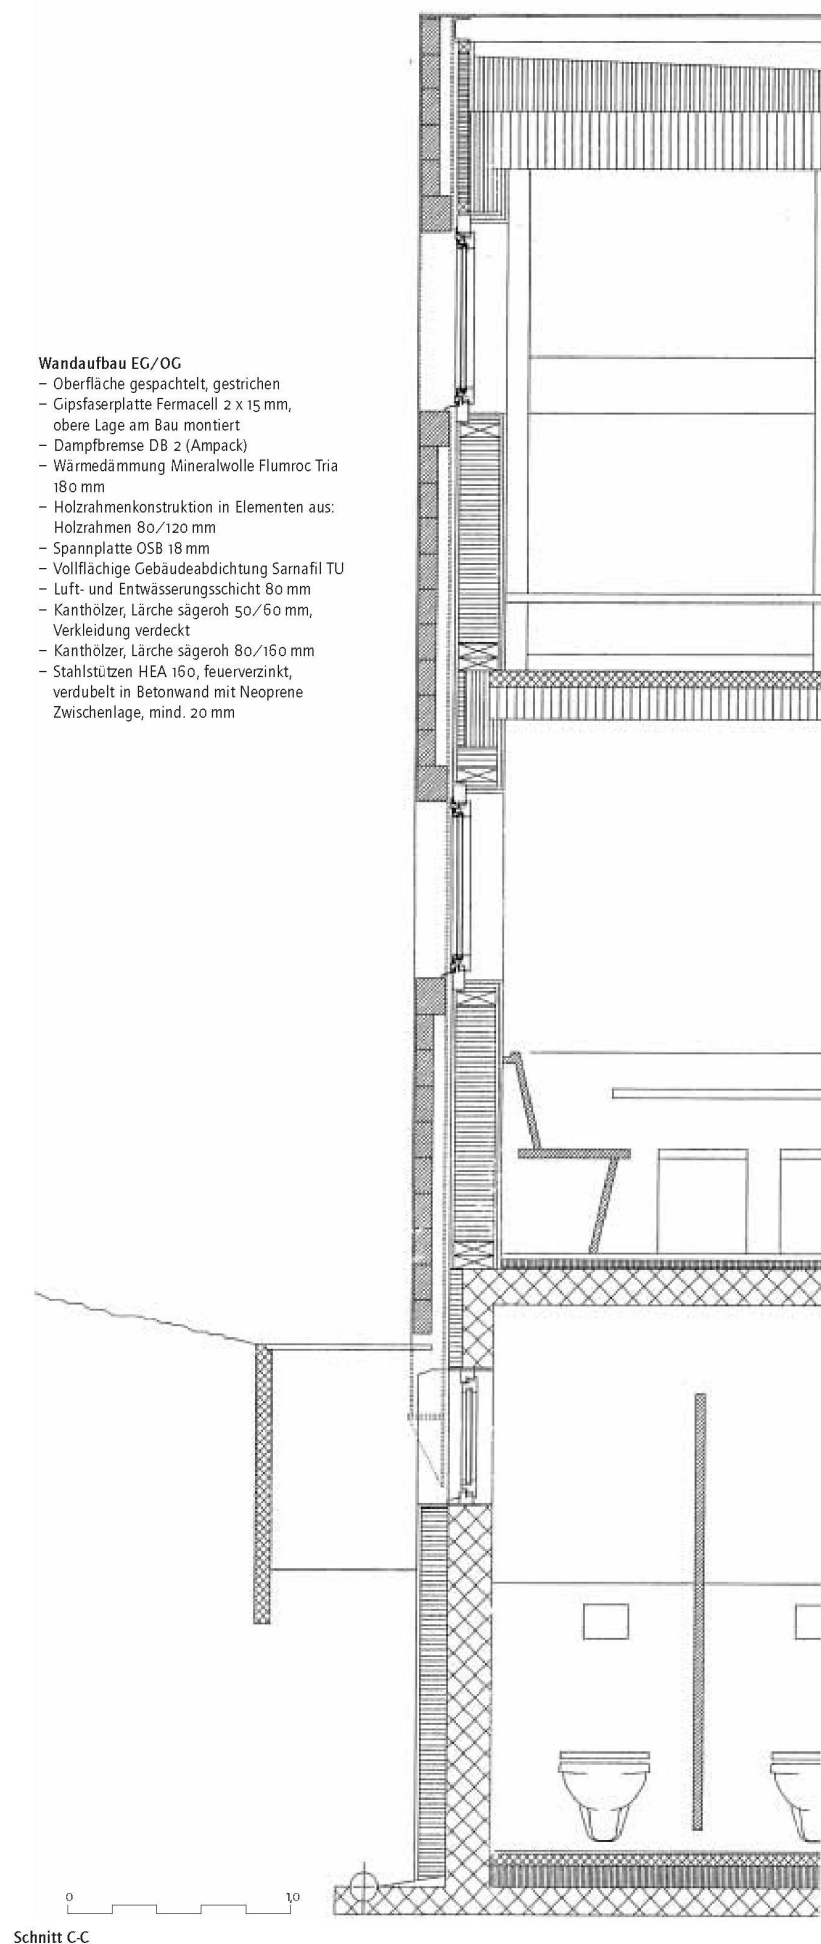 Wandaufbau EG/OG
– Oberfläche gespachtelt, gestrichen
– Gipsfaserplatte Fermacell 2 x 15 mm,
obere Lage am Bau montiert
– Dampfbremse DB 2 (Ampack)
– Wärmedämmung Mineralwolle Flumroc Tria
180 mm
– Holzrahmenkonstruktion in Elementen aus:
Holzrahmen 80/120 mm
– Spannplatte OSB 18 mm
– Vollflächige Gebäudeabdichtung Sarnafil TU
– Luft- und Entwässerungsschicht 80 mm
– Kanthölzer, Lärche sägeroh 50/60 mm,
Verkleidung verdeckt
– Kanthölzer, Lärche sägeroh 80/160 mm
– Stahlstützen HEA 160, feuerverzinkt,
verdubelt in Betonwand mit Neoprene
Zwischenlage, mind. 20 mm
0 1,0
Schnitt C-C